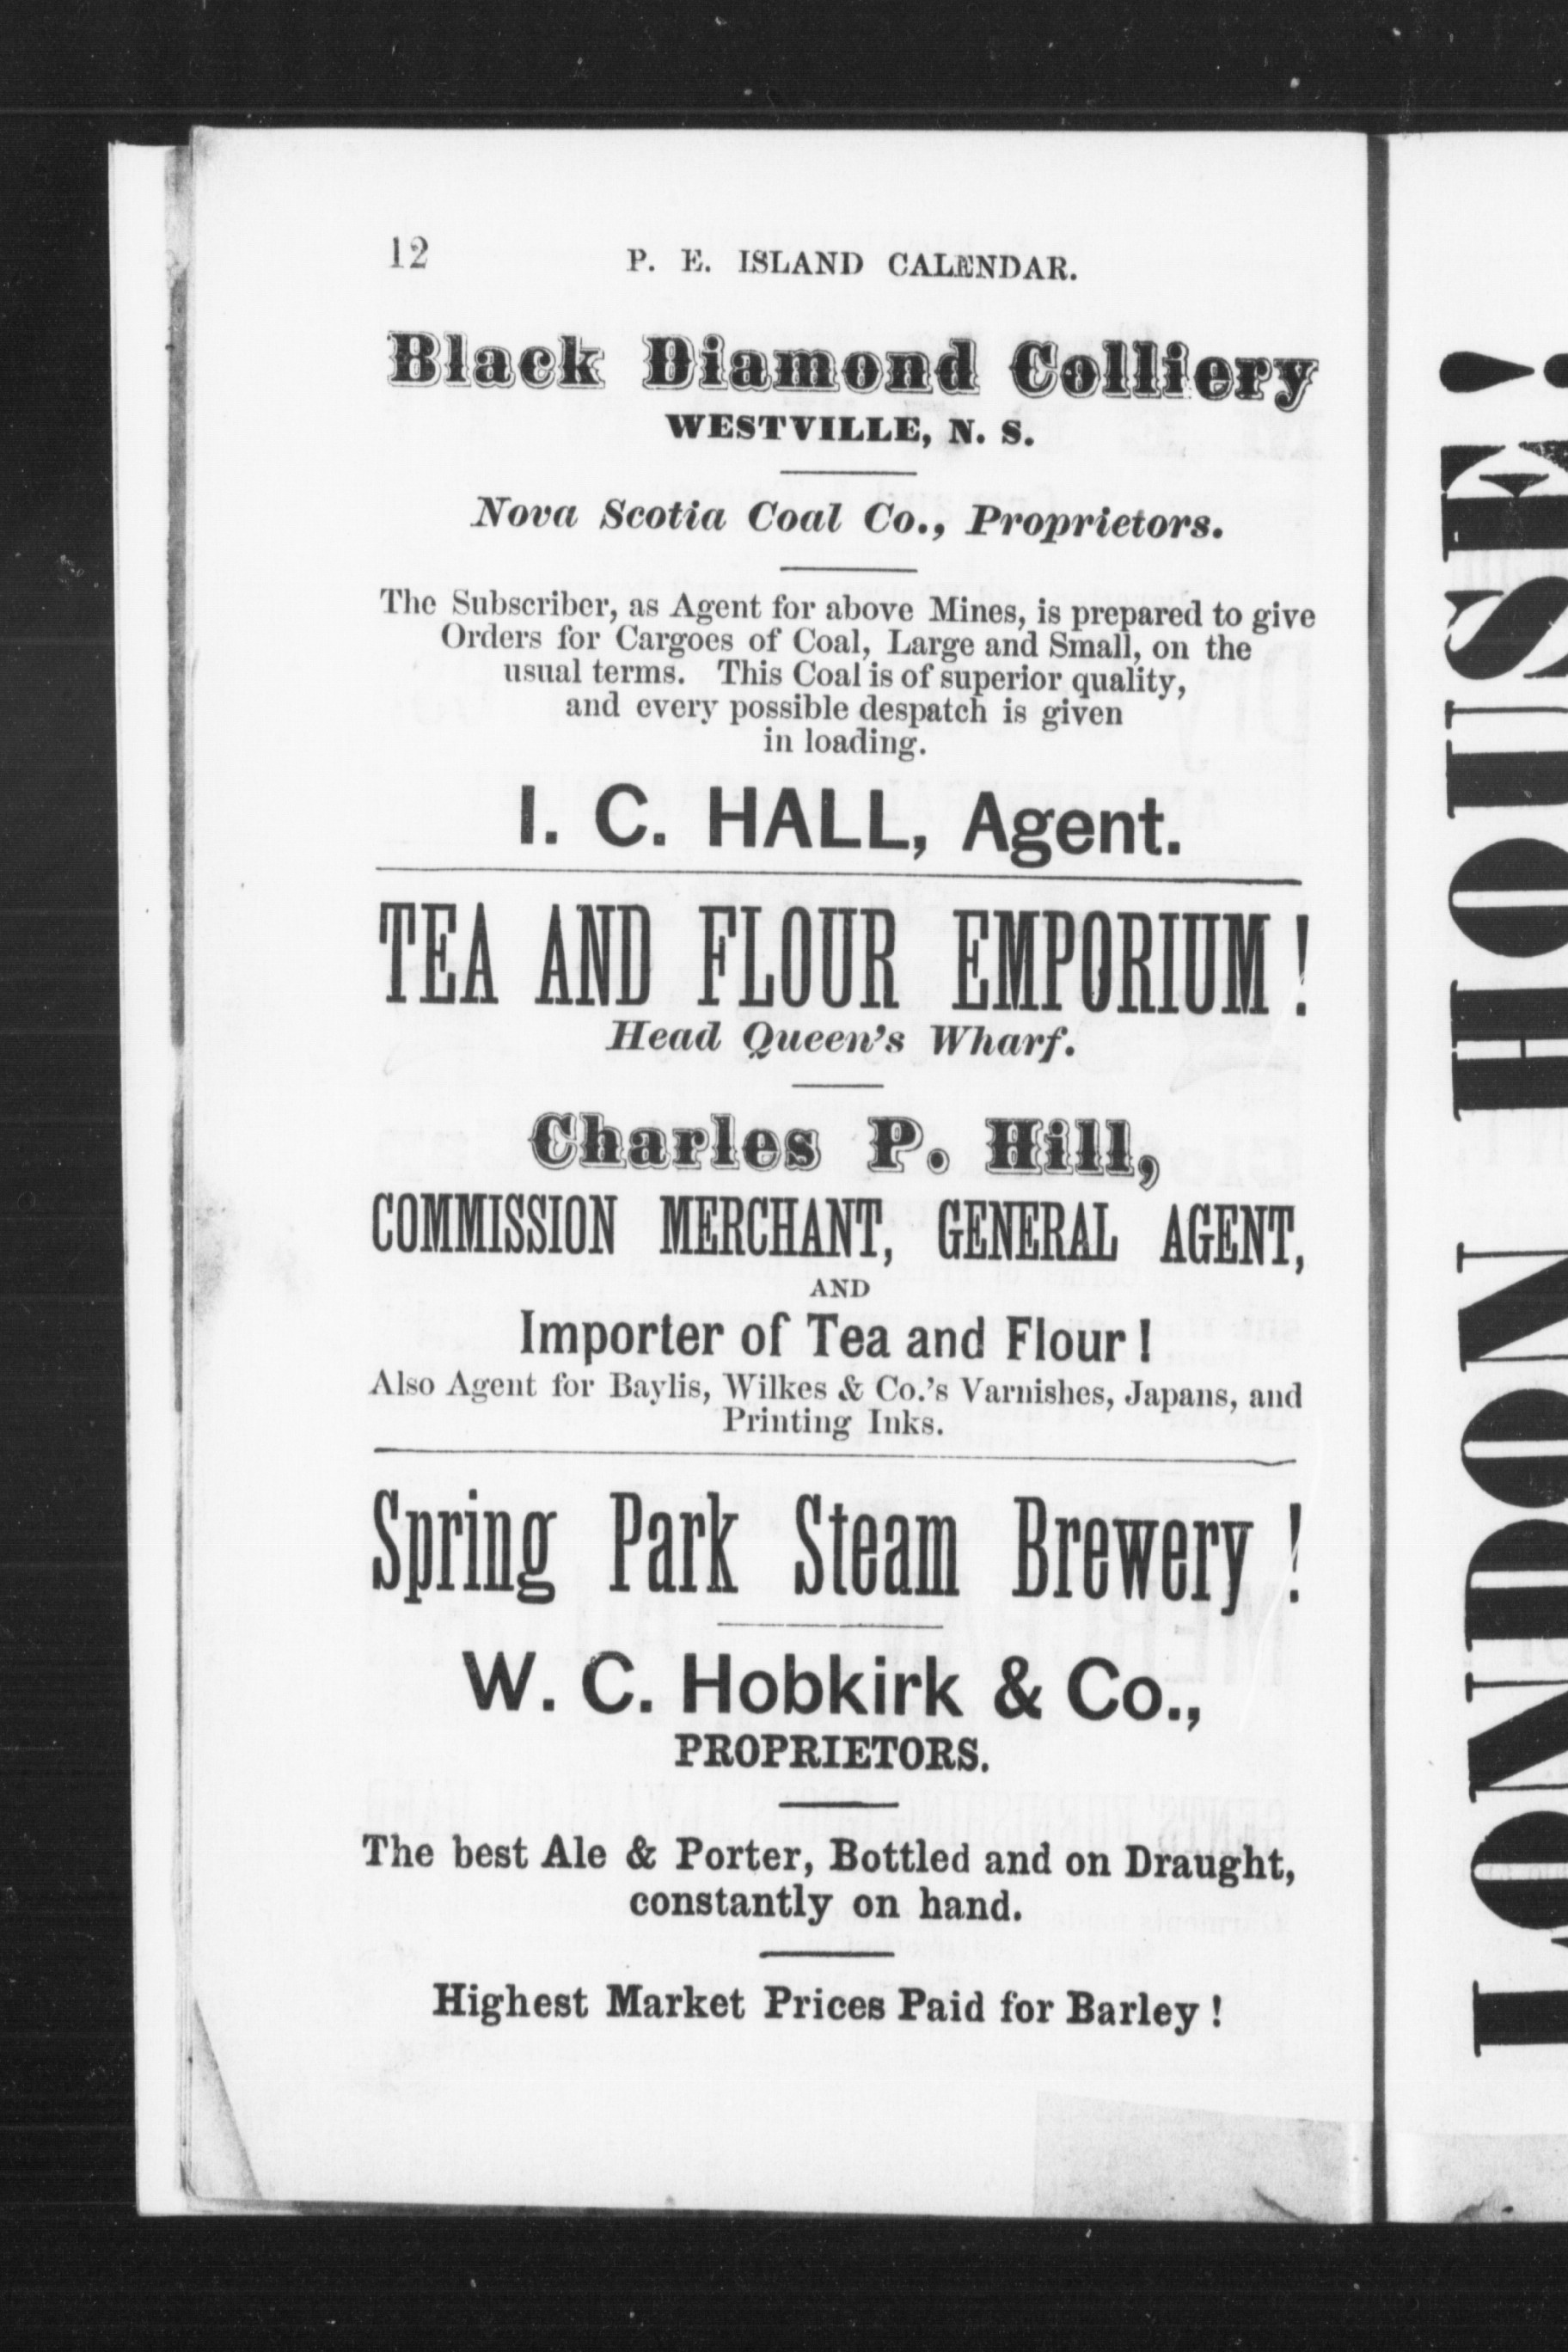 12 P. E. ISLAND CALENDAR.
Black Diamond Colliery
WESTVILLE, N. S.
Nova Scotia Coal Co., Proprietors.
The Subscriber, as Agent for above Mines, is prepared to give
Orders for Cargoes of Coal, Large and Small, on the
usual terms. This Coal is of superior quality,
and every possible despatch is given
in loading.
I. C. HALL, Agent.
TEA AND FLOUR EMPORIUM!
Head Queen's Wharf.
Charles P. Hill,
COMMISSION MERCHANT, GENERAL AGENT,
AND
Importer of Tea and Flour!
Also Agent for Baylis, Wilkes & Co.'s Varnishes, Japans, and
Printing Inks.
Spring Park Steam Brewery!
W. C. Hobkirk & Co.,
PROPRIETORS.
The best Ale & Porter, Bottled and on Draught,
constantly on hand.
Highest Market Prices Paid for Barley!
LONDON HOUSE!